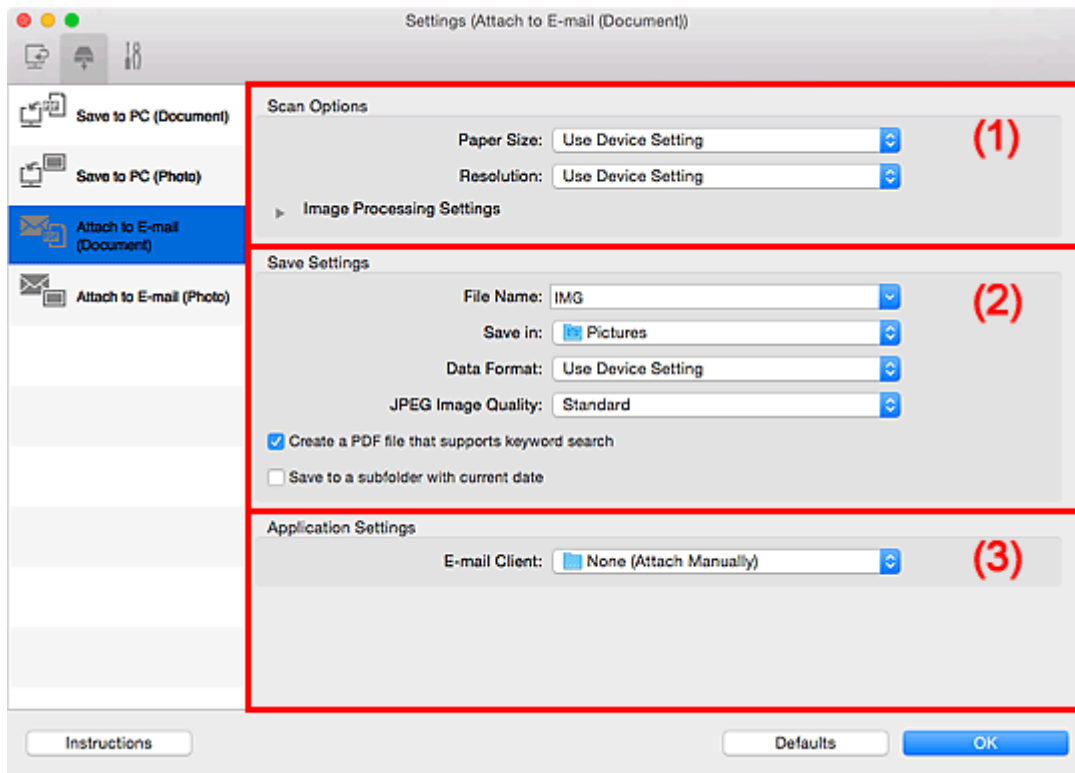 Settings (Attach to E-mail (Document))
Save to PC (Document)
Save to PC (Photo)
Attach to E-mail
(Document)
Attach to E-mail (Photo)
Scan Options
(1)
Paper Size: Use Device Setting
Resolution: Use Device Setting
Image Processing Settings
Save Settings
(2)
File Name: IMG
Save in: Pictures
Data Format: Use Device Setting
JPEG Image Quality: Standard
Create a PDF file that supports keyword search
Save to a subfolder with current date
Application Settings
(3)
E-mail Client: None (Attach Manually)
Instructions
Defaults
OK